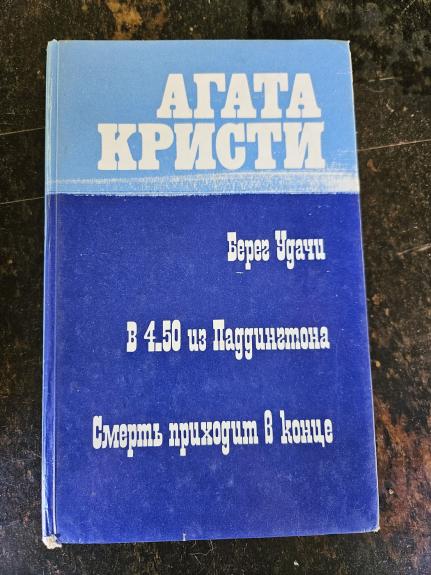 АГАТА
КРИСТИ
Берег Удачи
В 4.50 из Паддингтона
Смерть приходит в конце